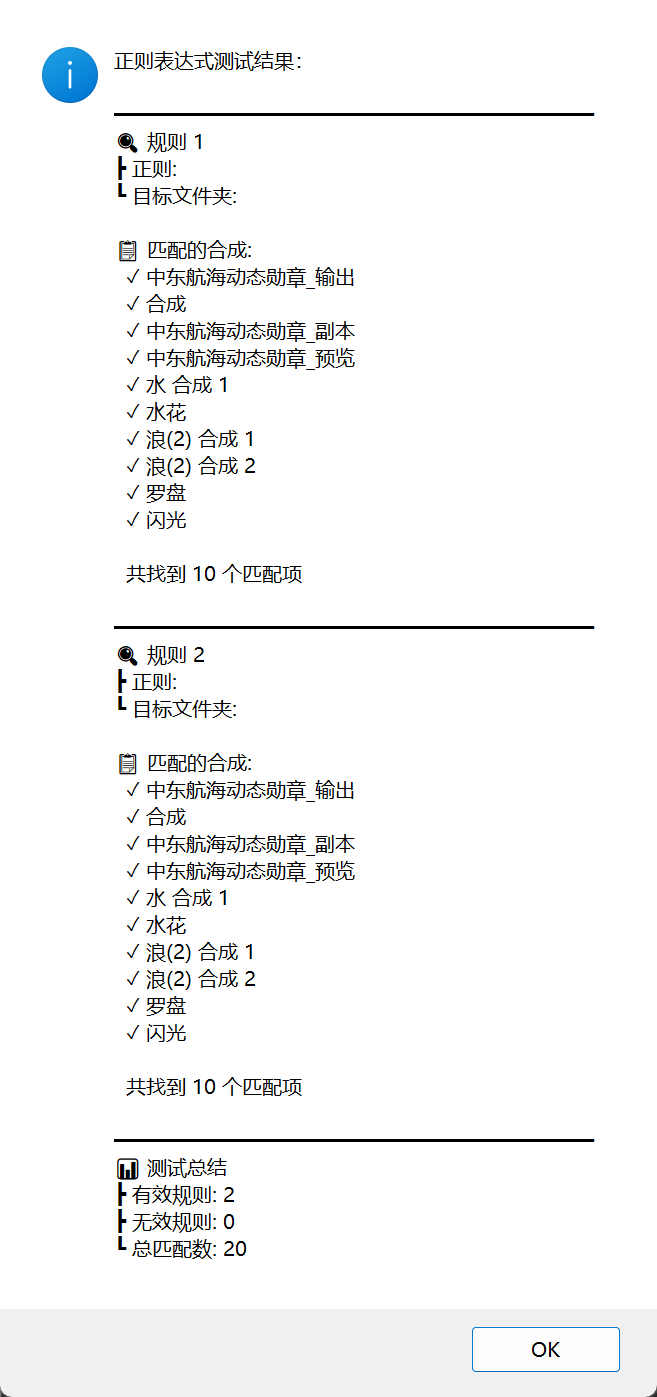 正则表达式测试结果：
规则 1
┣ 正则:
┗ 目标文件夹:
匹配的合成:
✓ 中东航海动态勋章_输出
✓ 合成
✓ 中东航海动态勋章_副本
✓ 中东航海动态勋章_预览
✓ 水 合成 1
✓ 水花
✓ 浪(2) 合成 1
✓ 浪(2) 合成 2
✓ 罗盘
✓ 闪光
共找到 10 个匹配项
规则 2
┣ 正则:
┗ 目标文件夹:
匹配的合成:
✓ 中东航海动态勋章_输出
✓ 合成
✓ 中东航海动态勋章_副本
✓ 中东航海动态勋章_预览
✓ 水 合成 1
✓ 水花
✓ 浪(2) 合成 1
✓ 浪(2) 合成 2
✓ 罗盘
✓ 闪光
共找到 10 个匹配项
测试总结
┣ 有效规则: 2
┣ 无效规则: 0
┗ 总匹配数: 20
OK